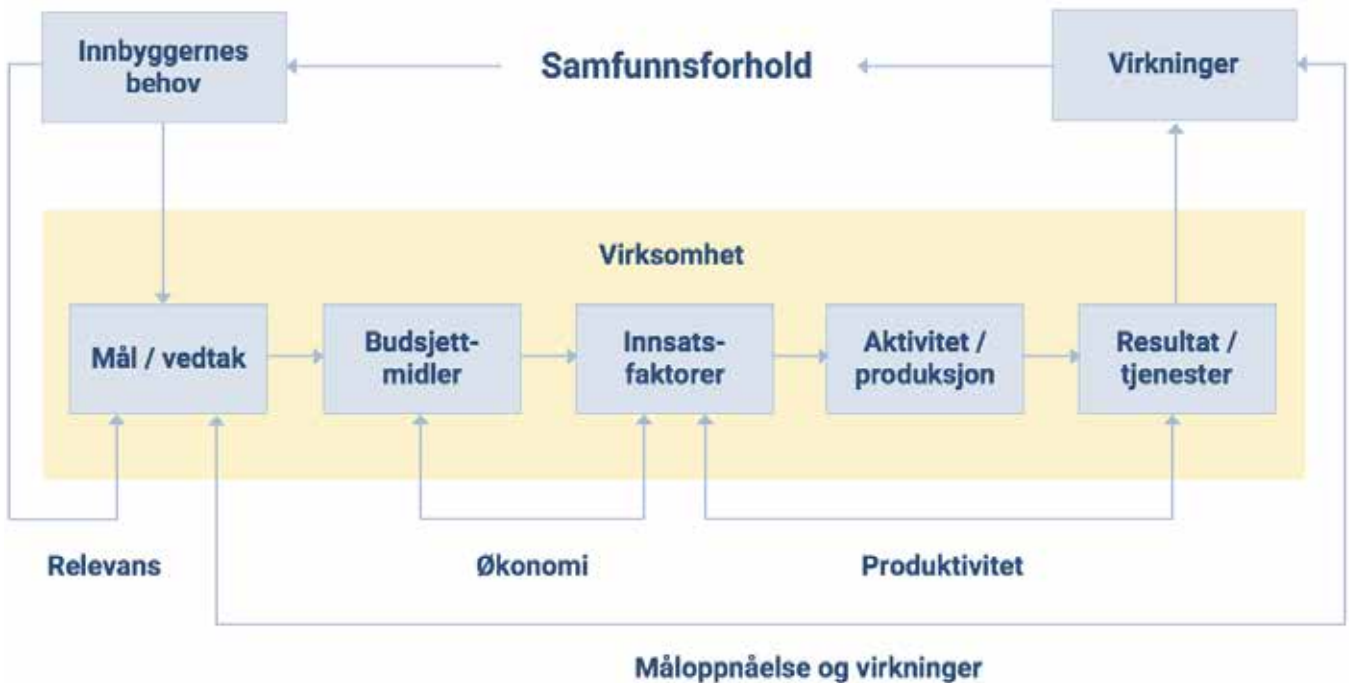 Innbyggernes
behov
Samfunnsforhold
Virkninger
Virksomhet
Mål / vedtak
Budsjett-
midler
Innsats-
faktorer
Aktivitet /
produksjon
Resultat /
tjenester
Relevans
Økonomi
Produktivitet
Måloppnåelse og virkninger